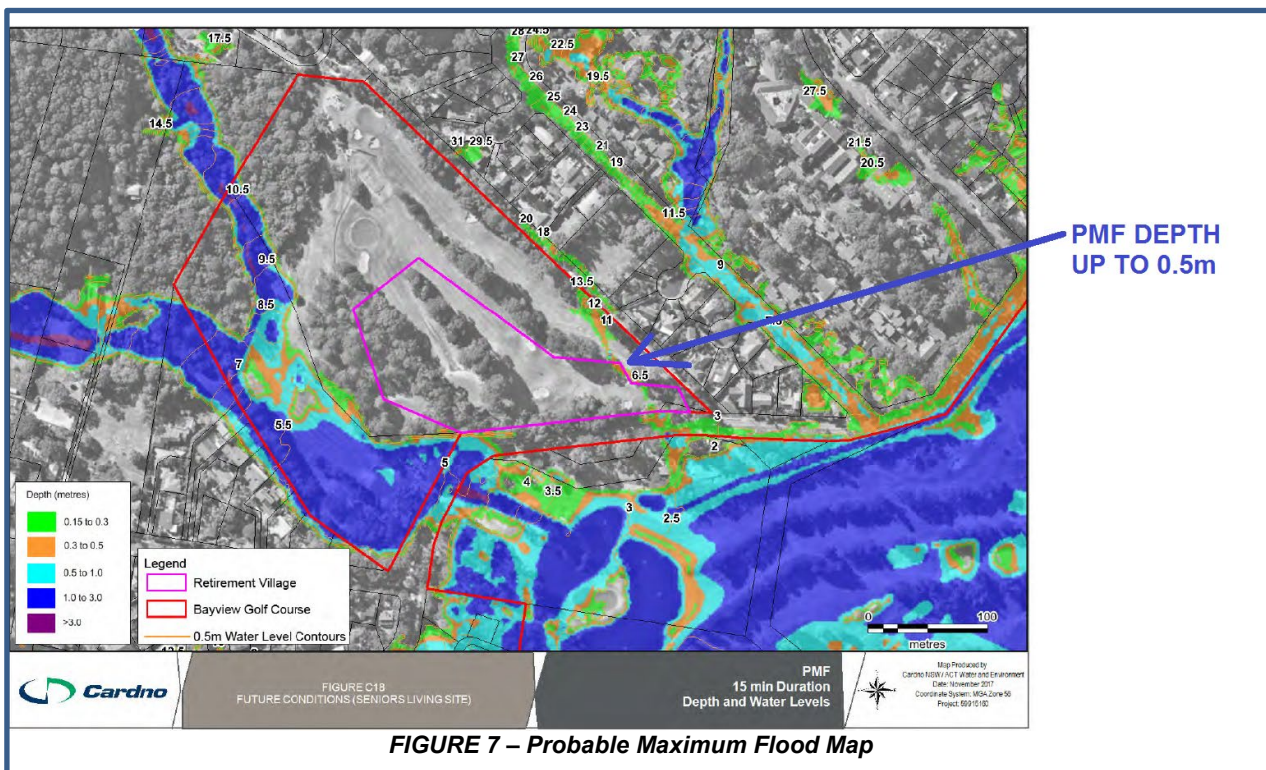 17.5
28 24.5
22.5
27
26
19.5
25
24
27.5
23
14.5
21
21.5
31 29.5
19
20.5
10.5
20
11.5
18
PMF DEPTH
UP TO 0.5m
9.5
9
13.5
8.5
12
11
7
6.5
5.5
3
2
5
4
3.5
3
2.5
Depth (metres)
0.15 to 0.3
0.3 to 0.5
0.5 to 1.0
1.0 to 3.0
>3.0
Legend
Retirement Village
Bayview Golf Course
0.5m Water Level Contours
0 100
metres
Cardno
FIGURE C18
FUTURE CONDITIONS (SENIORS LIVING SITE)
PMF
15 min Duration
Depth and Water Levels
Map Produced by
Cardno NSW/ ACT Water and Environment
Date: November 2017
Coordinate System: MGA Zone 56
Project: 59915160
FIGURE 7 – Probable Maximum Flood Map